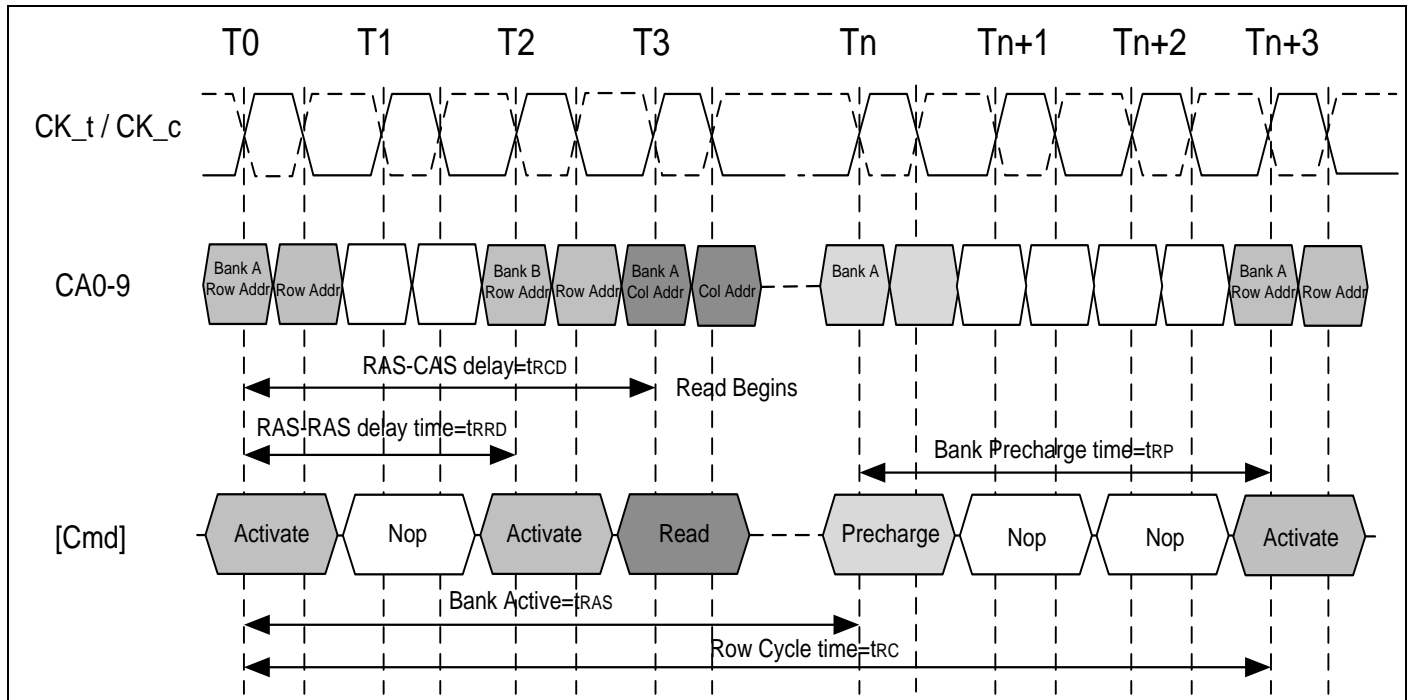 T0 T1 T2 T3 Tn Tn+1 Tn+2 Tn+3
CK_t / CK_c
CA0-9
Bank A
Row Addr
Row Addr
Bank B
Row Addr
Row Addr
Bank A
Col Addr
Col Addr
Bank A
Bank A
Row Addr
Row Addr
RAS-CAS delay=tRCD
Read Begins
RAS-RAS delay time=tRRD
Bank Precharge time=tRP
[Cmd]
Activate Nop Activate Read Precharge Nop Nop Activate
Bank Active=tRAS
Row Cycle time=tRC